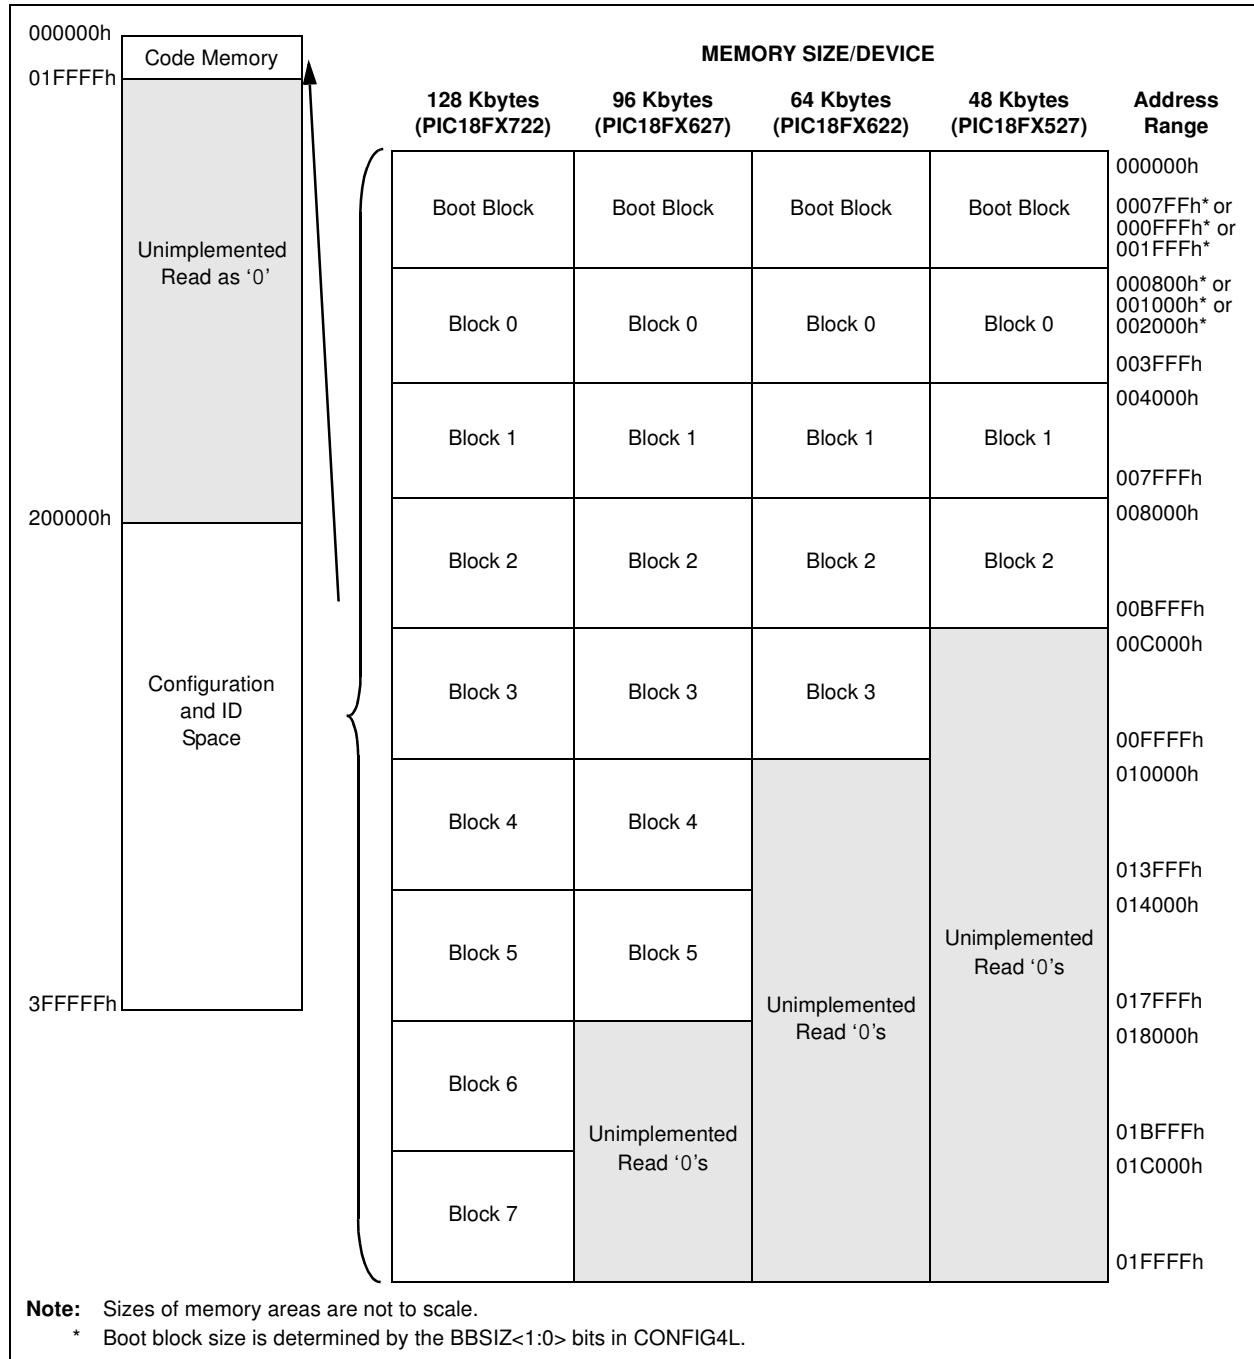 000000h
Code Memory
01FFFFh
Unimplemented
Read as ‘0’
200000h
Configuration
and ID
Space
3FFFFFh
MEMORY SIZE/DEVICE
128 Kbytes
(PIC18FX722)
96 Kbytes
(PIC18FX627)
64 Kbytes
(PIC18FX622)
48 Kbytes
(PIC18FX527)
Address
Range
Boot Block
Boot Block
Boot Block
Boot Block
000000h
0007FFh* or
000FFFh* or
001FFFh*
Block 0
Block 0
Block 0
Block 0
000800h* or
001000h* or
002000h*
003FFFh
Block 1
Block 1
Block 1
Block 1
004000h
007FFFh
Block 2
Block 2
Block 2
Block 2
008000h
00BFFFh
Block 3
Block 3
Block 3
00C000h
00FFFFh
Block 4
Block 4
010000h
013FFFh
Block 5
Block 5
Unimplemented
Read ‘0’s
014000h
017FFFh
Unimplemented
Read ‘0’s
Block 6
018000h
01BFFFh
Unimplemented
Read ‘0’s
Block 7
01C000h
01FFFFh
Note: Sizes of memory areas are not to scale.
* Boot block size is determined by the BBSIZ<1:0> bits in CONFIG4L.